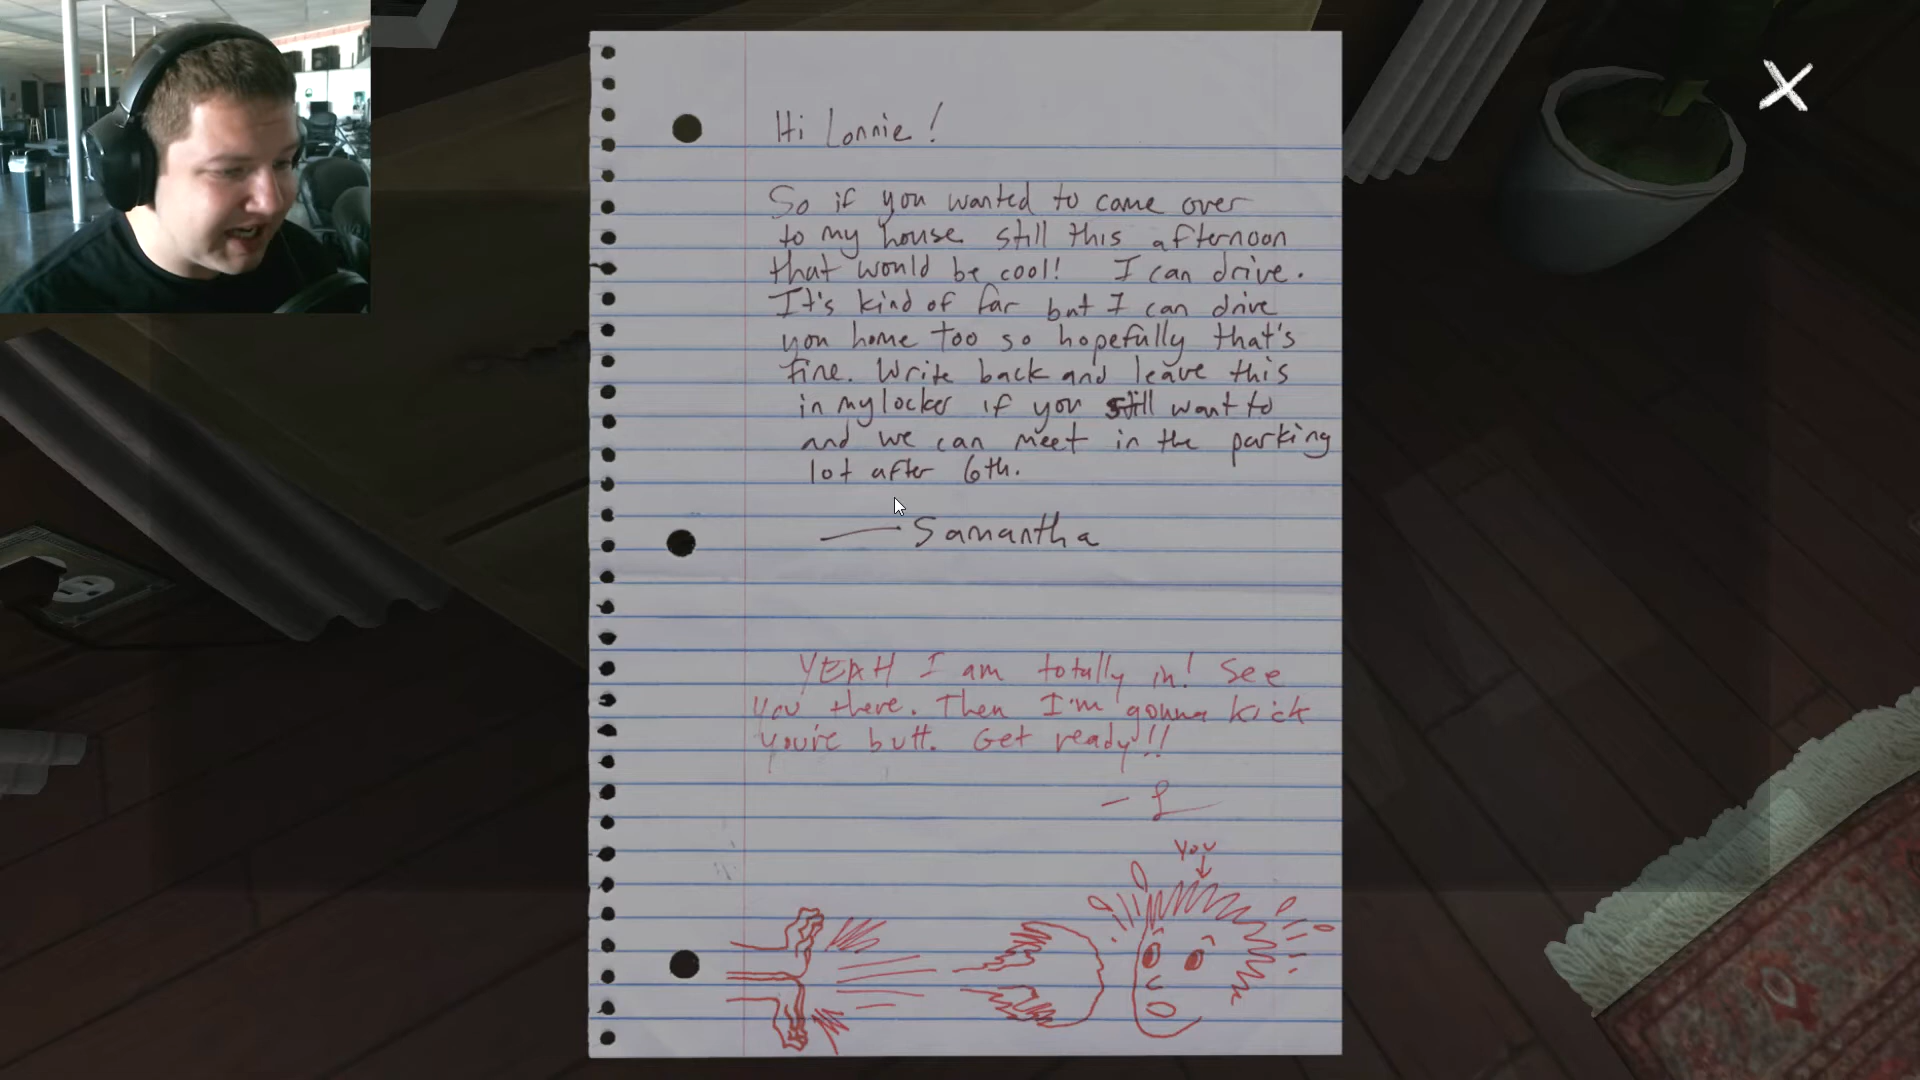 Hi Lonnie!
So if you wanted to come over
to my house still this afternoon
that would be cool! I can drive.
It's kind of far but I can drive
you home too so hopefully that's
fine. Write back and leave this
in my locker if you still want to
and we can meet in the parking
lot after 6th.
— Samantha
YEAH I am totally in! See
you there. Then I'm gonna kick
you're butt. Get ready!!
— L
you